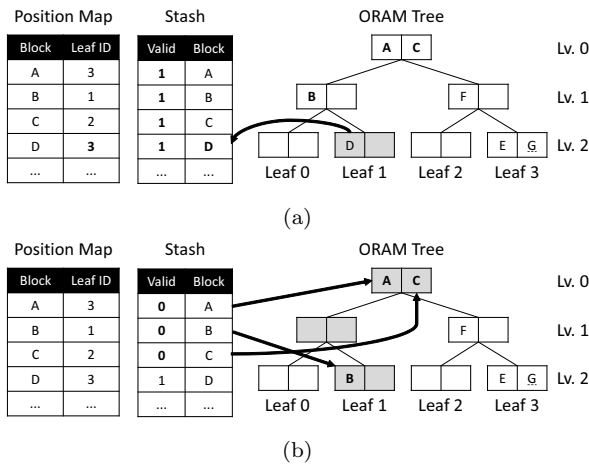 Position Map Stash ORAM Tree
Block Leaf ID Valid Block A C Lv. 0
A 3 1 A
B 1 1 B B F Lv. 1
C 2 1 C
D 3 1 D D E G Lv. 2
... ... ... ... Leaf 0 Leaf 1 Leaf 2 Leaf 3
(a)
Position Map Stash ORAM Tree
Block Leaf ID Valid Block A C Lv. 0
A 3 0 A
B 1 0 B F Lv. 1
C 2 0 C
D 3 1 D B E G Lv. 2
... ... ... ... Leaf 0 Leaf 1 Leaf 2 Leaf 3
(b)